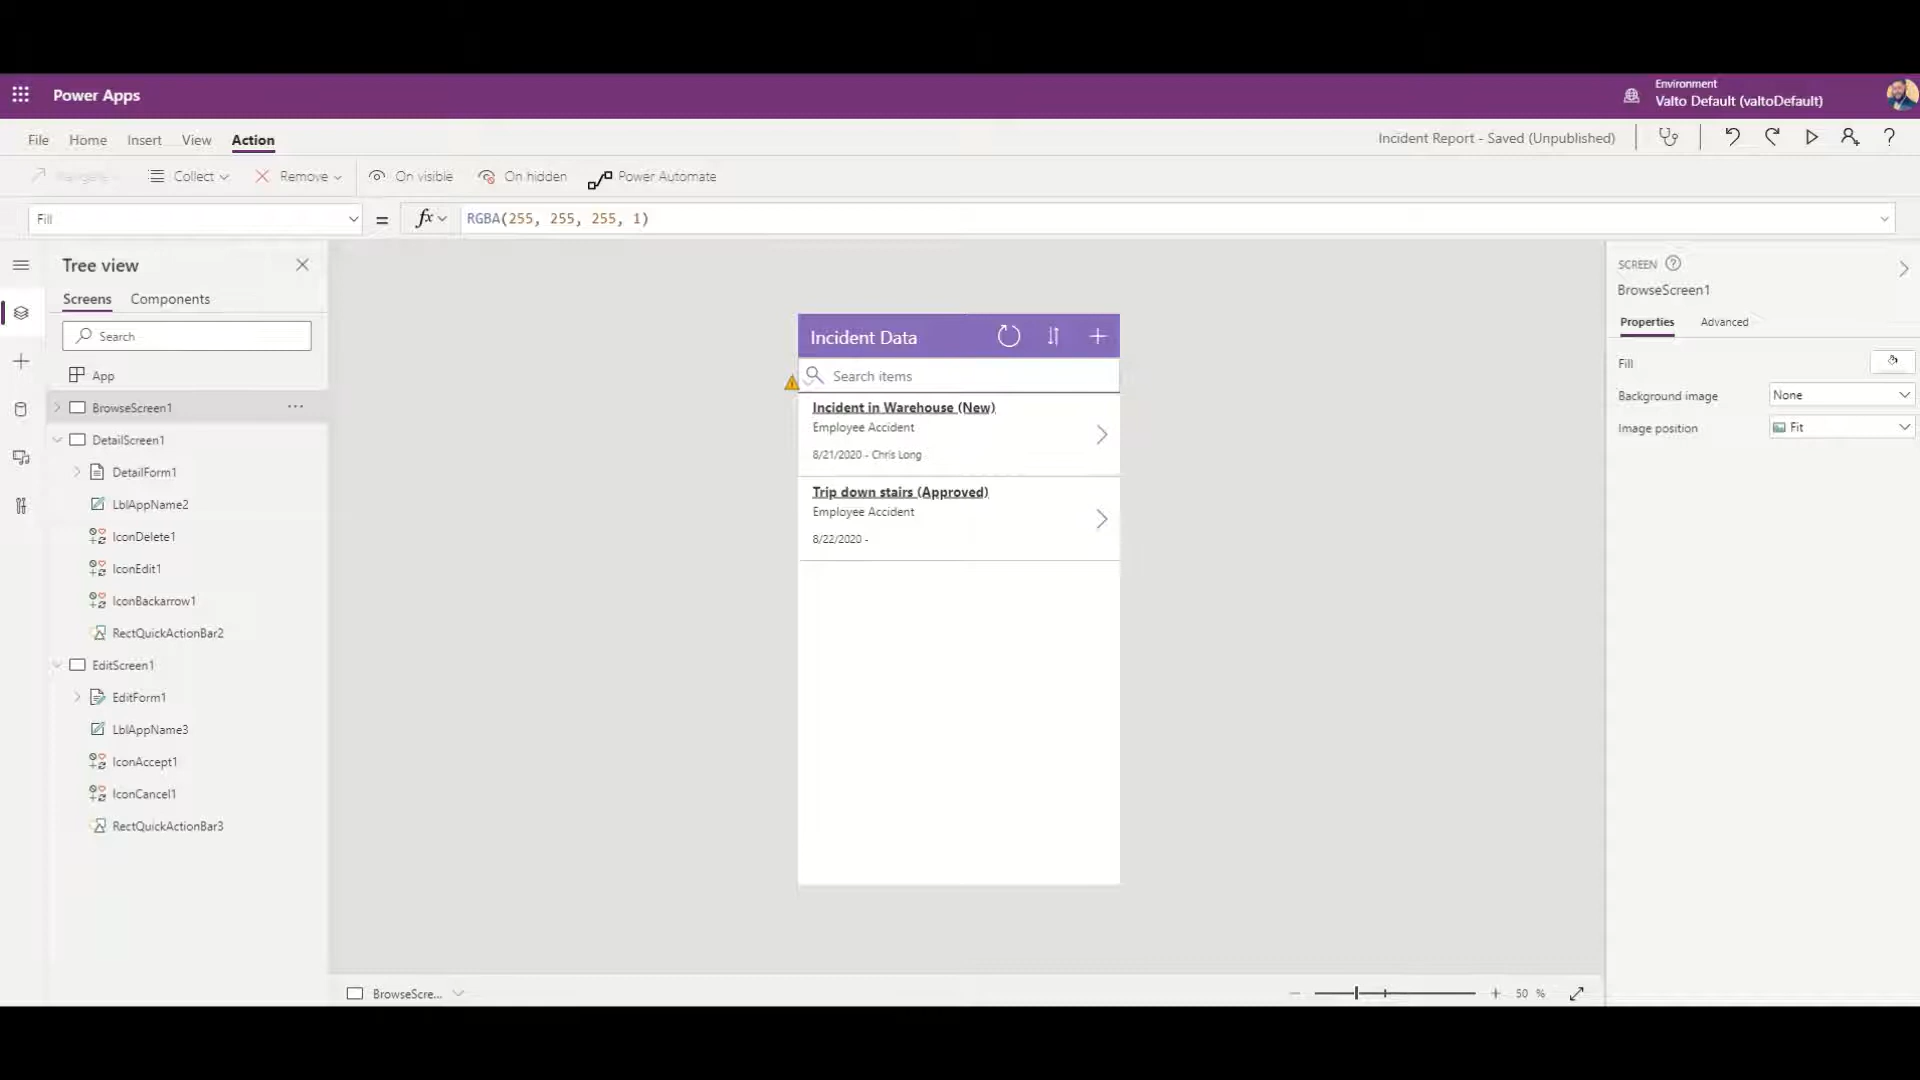 Power Apps
Environment
Valto Default (valtoDefault)
File Home Insert View Action
Incident Report - Saved (Unpublished)
Navigate Collect Remove On visible On hidden Power Automate
Fill = fx RGBA(255, 255, 255, 1)
Tree view
Screens Components
Search
App
BrowseScreen1
DetailScreen1
DetailForm1
LblAppName2
IconDelete1
IconEdit1
IconBackarrow1
RectQuickActionBar2
EditScreen1
EditForm1
LblAppName3
IconAccept1
IconCancel1
RectQuickActionBar3
Incident Data
Search items
Incident in Warehouse (New)
Employee Accident
8/21/2020 - Chris Long
Trip down stairs (Approved)
Employee Accident
8/22/2020 -
SCREEN
BrowseScreen1
Properties Advanced
Fill
Background image None
Image position Fit
BrowseScre...
50 %